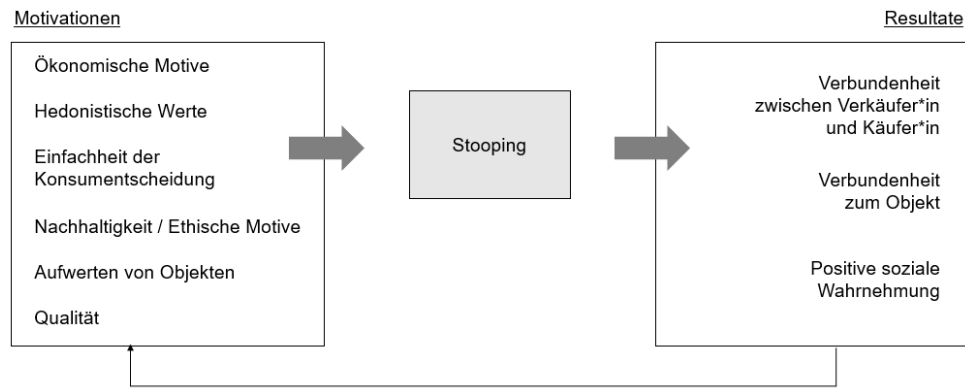 Motivationen
Ökonomische Motive
Hedonistische Werte
Einfachheit der
Konsumentscheidung
Nachhaltigkeit / Ethische Motive
Aufwerten von Objekten
Qualität
Stooping
Resultate
Verbundenheit
zwischen Verkäufer*in
und Käufer*in
Verbundenheit
zum Objekt
Positive soziale
Wahrnehmung